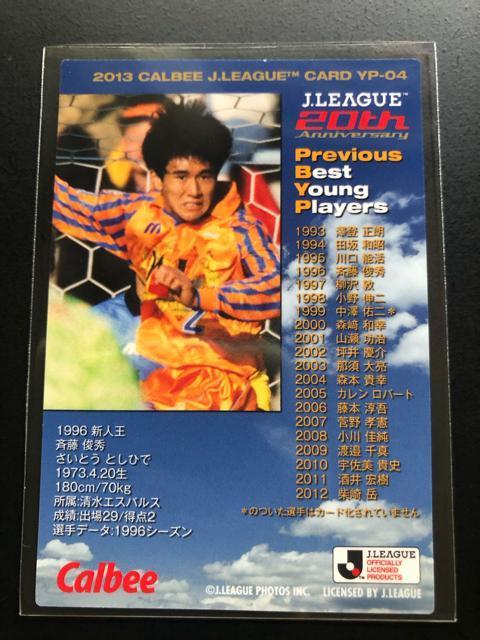 2013 CALBEE J.LEAGUE™ CARD YP-04
J.LEAGUE™
20th
Anniversary
Previous
Best
Young
Players
1993 澤登 正朗
1994 田坂 和昭
1995 川口 能活
1996 斉藤 俊秀
1997 柳沢 敦
1998 小野 伸二
1999 中澤 佑二*
2000 森﨑 和幸
2001 山瀬 功治
2002 坪井 慶介
2003 那須 大亮
2004 森本 貴幸
2005 カレン ロバート
2006 藤本 淳吾
2007 菅野 孝憲
2008 小川 佳純
2009 渡邉 千真
2010 宇佐美 貴史
2011 酒井 宏樹
2012 柴崎 岳
*のついた選手はカード化されていません
1996 新人王
斉藤 俊秀
さいとう としひで
1973.4.20生
180cm/70kg
所属:清水エスパルス
成績:出場29/得点2
選手データ:1996シーズン
Calbee
J.LEAGUE
OFFICIALLY
LICENSED
PRODUCTS
©J.LEAGUE PHOTOS INC. LICENSED BY J.LEAGUE